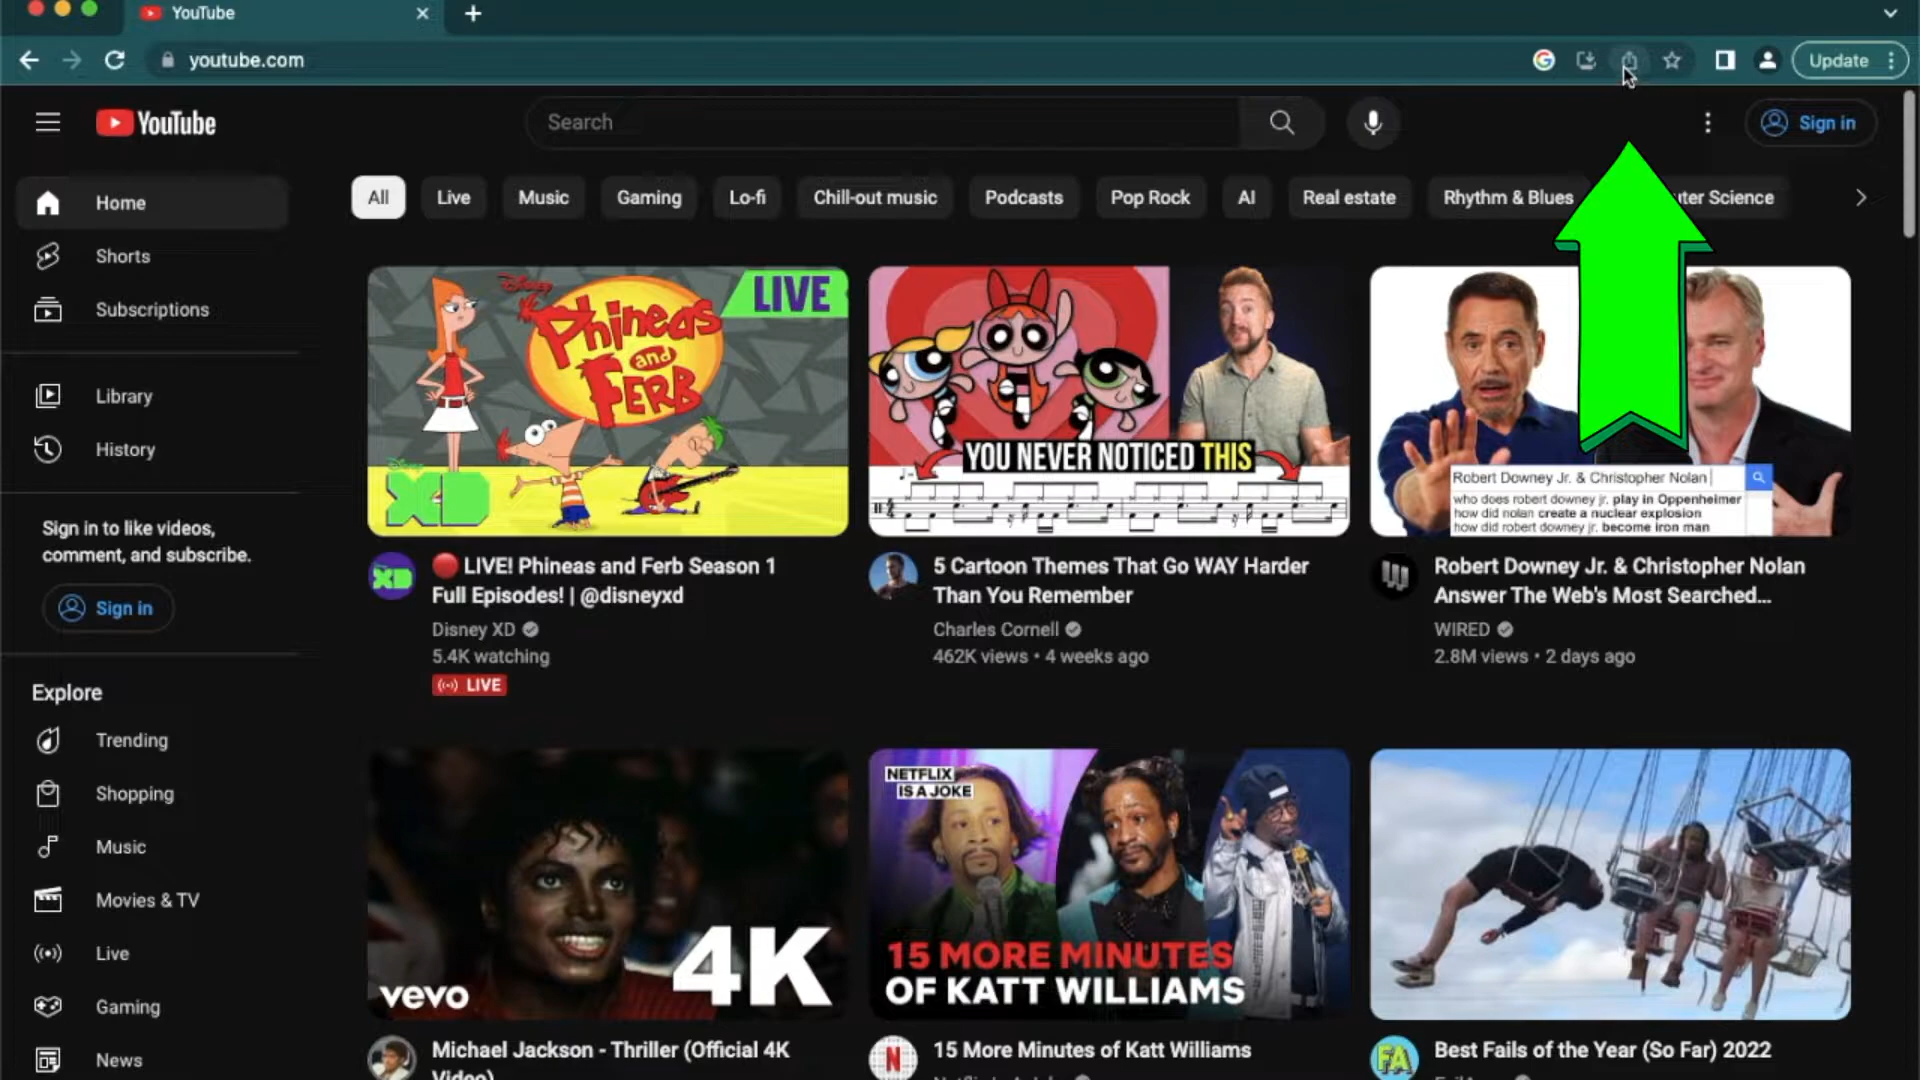 YouTube
youtube.com
Update
YouTube
Search
Sign in
Home
Shorts
Subscriptions
Library
History
Sign in to like videos,
comment, and subscribe.
Sign in
Explore
Trending
Shopping
Music
Movies & TV
Live
Gaming
News
All
Live
Music
Gaming
Lo-fi
Chill-out music
Podcasts
Pop Rock
AI
Real estate
Rhythm & Blues
uter Science
LIVE
Disney
Phineas
and
Ferb
Disney
XD
XD
🔴 LIVE! Phineas and Ferb Season 1
Full Episodes! | @disneyxd
Disney XD
5.4K watching
LIVE
YOU NEVER NOTICED THIS
5 Cartoon Themes That Go WAY Harder
Than You Remember
Charles Cornell
462K views • 4 weeks ago
Robert Downey Jr. & Christopher Nolan
who does robert downey jr. play in Oppenheimer
how did nolan create a nuclear explosion
how did robert downey jr. become iron man
W
Robert Downey Jr. & Christopher Nolan
Answer The Web's Most Searched...
WIRED
2.8M views • 2 days ago
vevo
4K
Michael Jackson - Thriller (Official 4K
Video)
NETFLIX
IS A JOKE
15 MORE MINUTES
OF KATT WILLIAMS
N
15 More Minutes of Katt Williams
FA
Best Fails of the Year (So Far) 2022